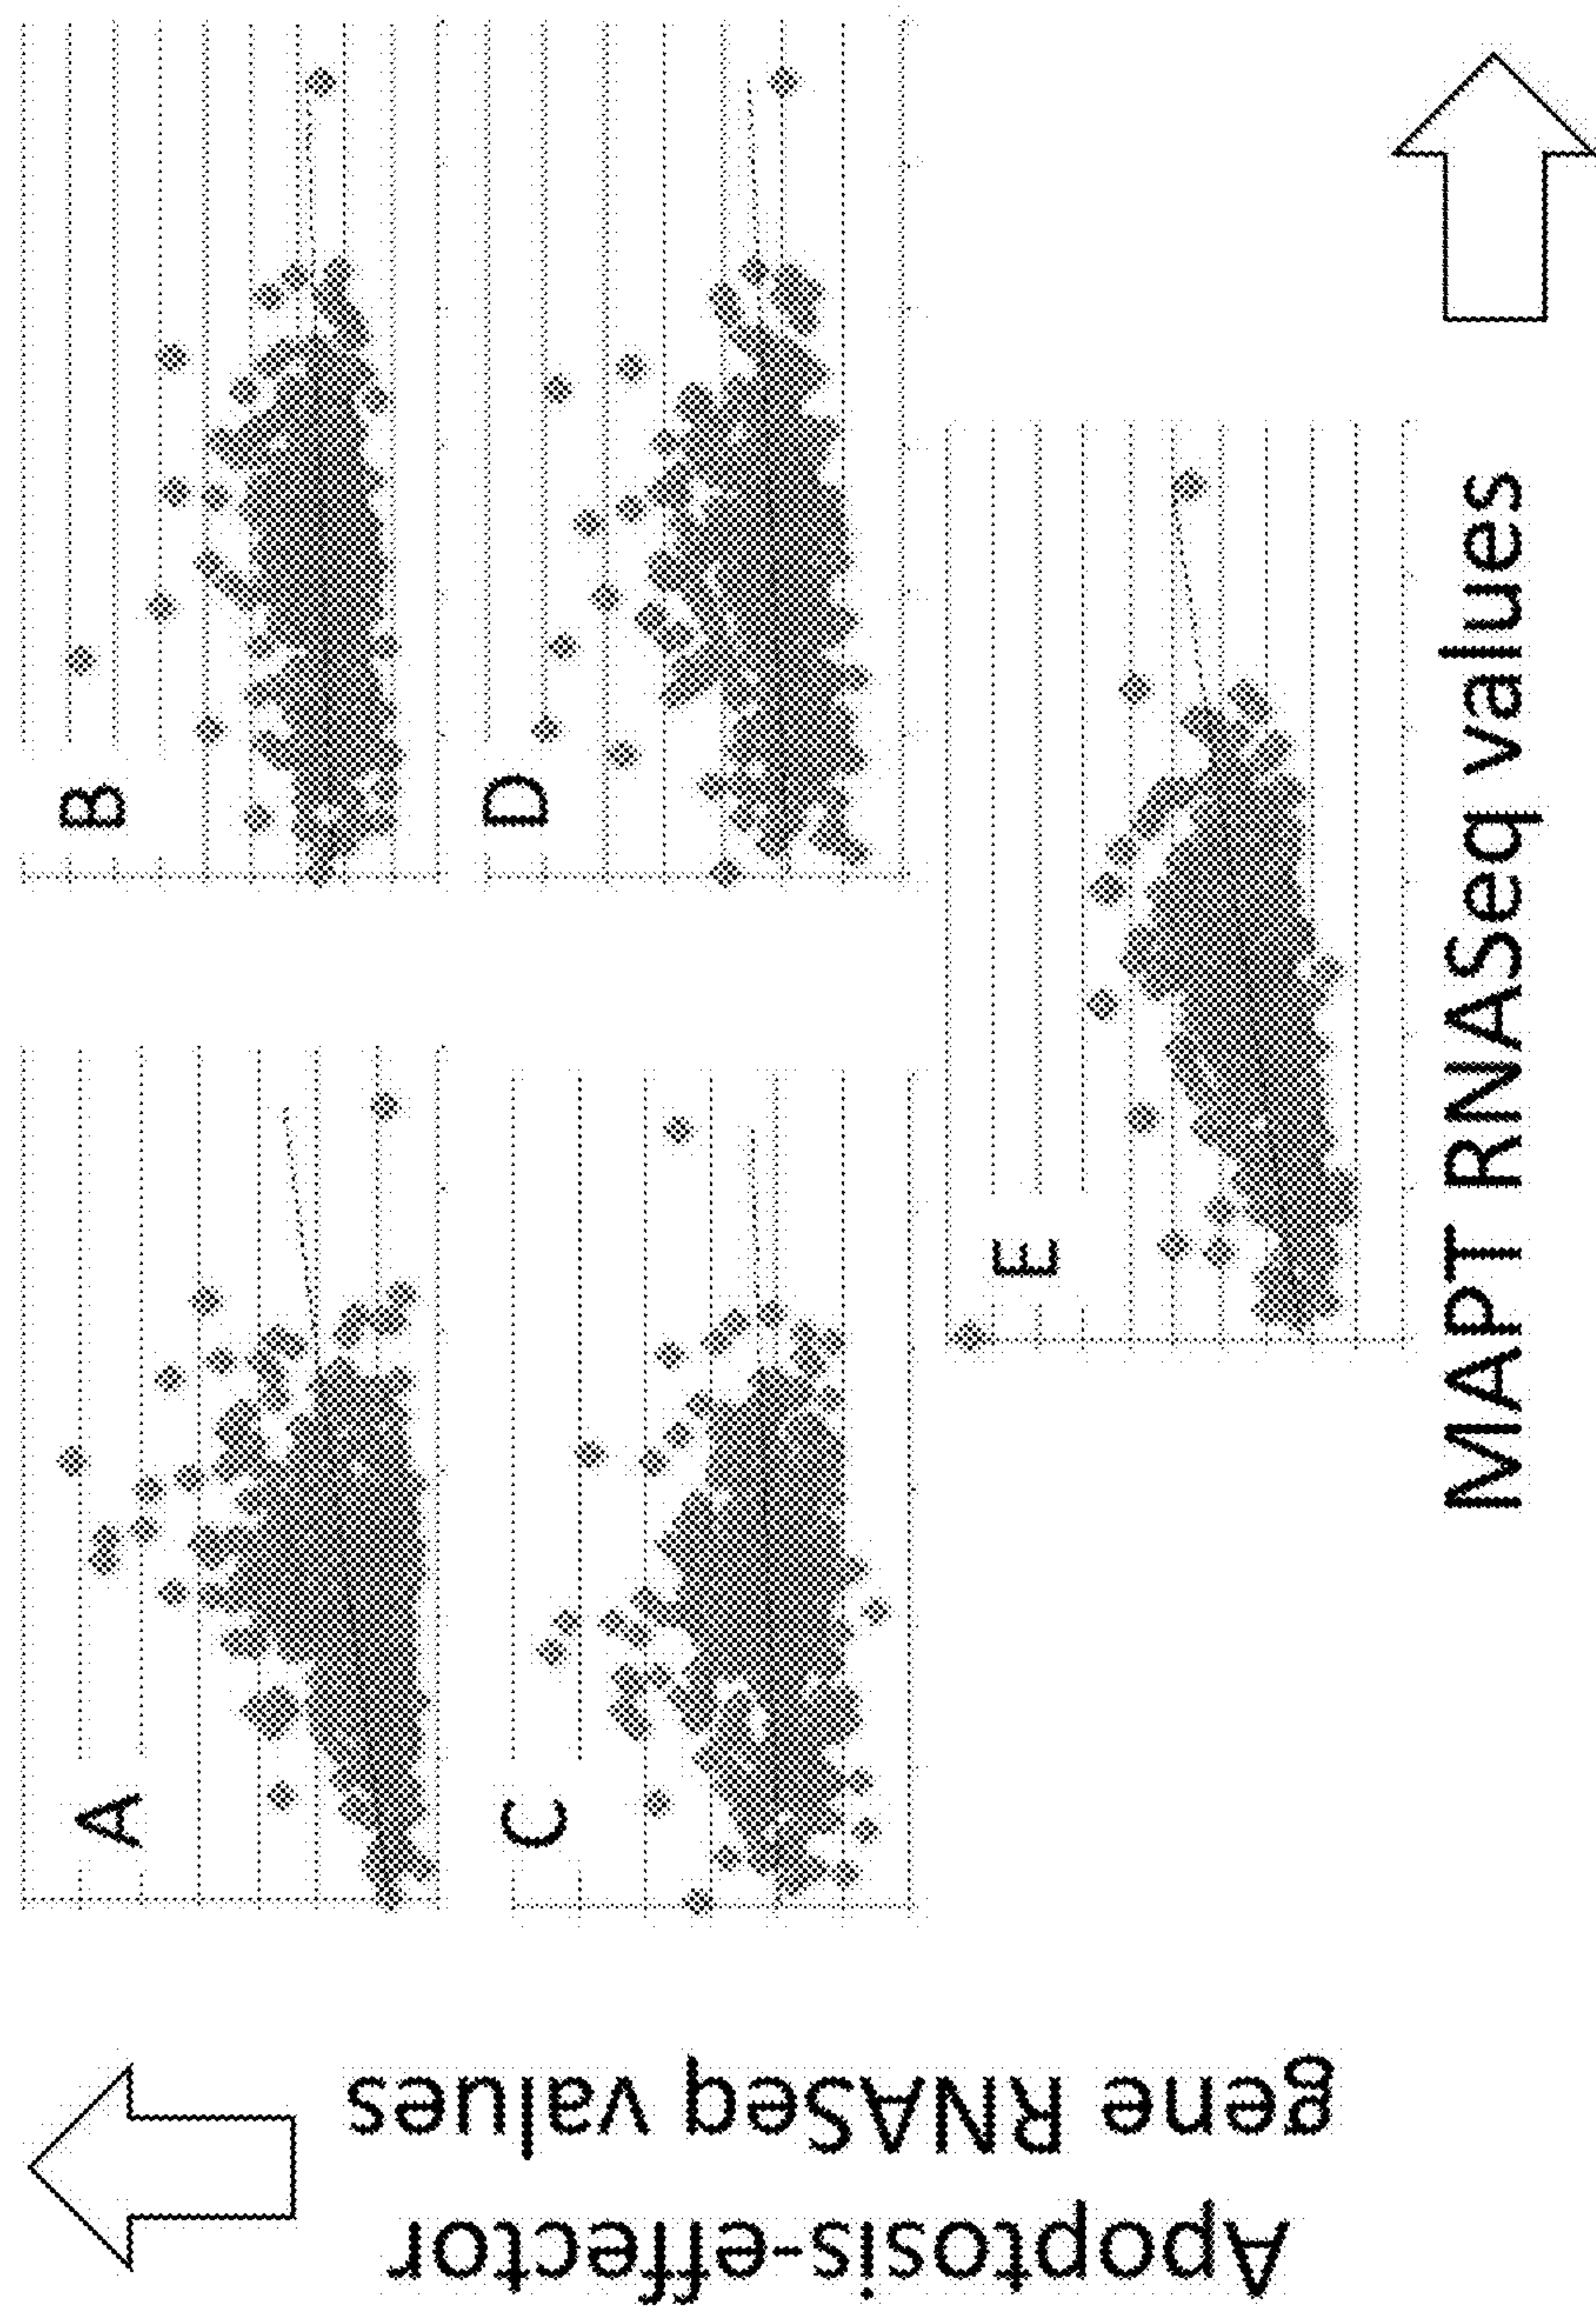 A
B
C
D
E
Apoptosis-effector
gene RNASeq values
MAPT RNASeq values